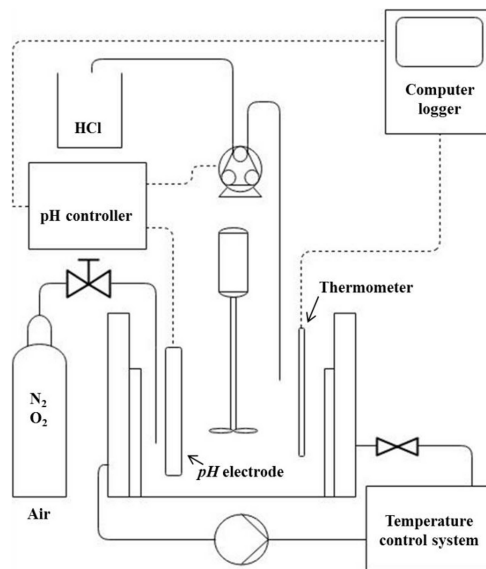 Computer
logger
HCl
pH controller
Thermometer
N₂
O₂
pH electrode
Air
Temperature
control system